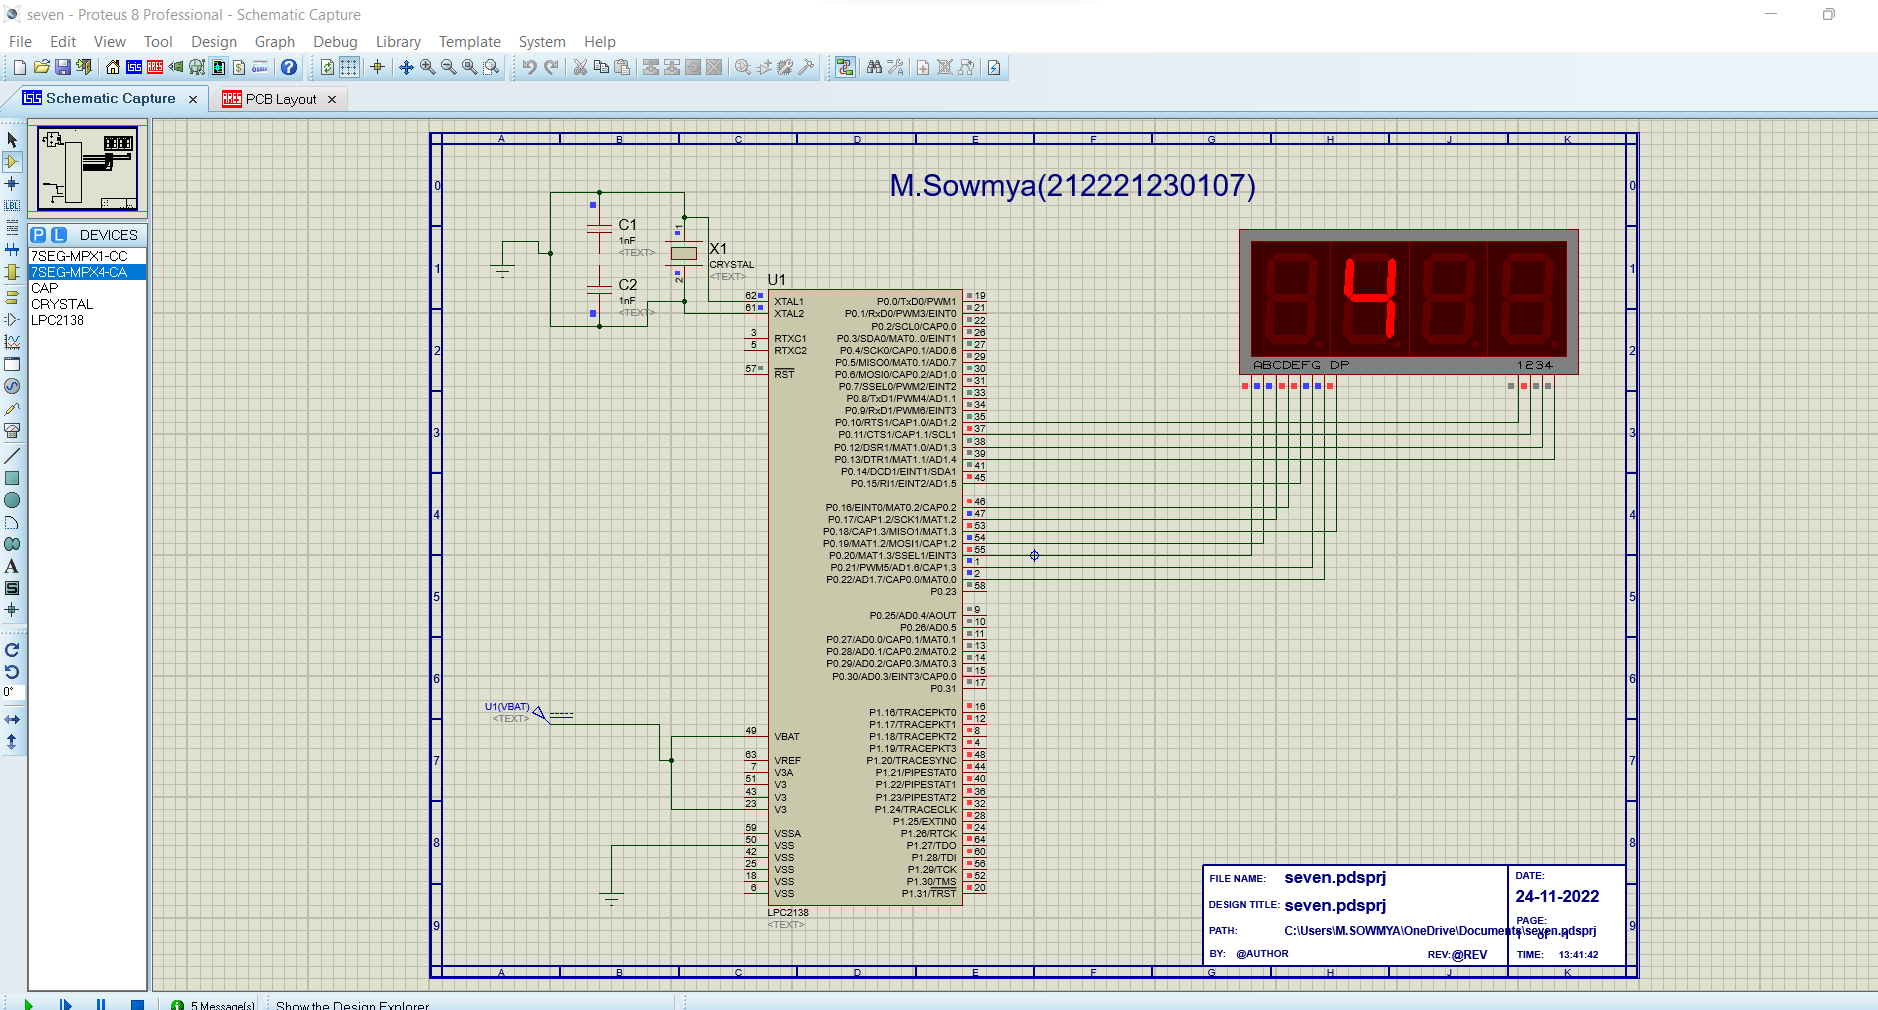 seven - Proteus 8 Professional - Schematic Capture
File Edit View Tool Design Graph Debug Library Template System Help
Schematic Capture
PCB Layout
P L DEVICES
7SEG-MPX1-CC
7SEG-MPX4-CA
CAP
CRYSTAL
LPC2138
LBL
A
S
0°
A B C D E F G H J K
0 1 2 3 4 5 6 7 8 9
M.Sowmya(212221230107)
C1
1nF
<TEXT>
C2
1nF
<TEXT>
1
2
X1
CRYSTAL
<TEXT>
ABCDEFG DP 1234
U1
62 XTAL1
61 XTAL2
3 RTXC1
5 RTXC2
57 RST
P0.0/TxD0/PWM1 19
P0.1/RxD0/PWM3/EINT0 21
P0.2/SCL0/CAP0.0 22
P0.3/SDA0/MAT0..0/EINT1 26
P0.4/SCK0/CAP0.1/AD0.6 27
P0.5/MISO0/MAT0.1/AD0.7 29
P0.6/MOSI0/CAP0.2/AD1.0 30
P0.7/SSEL0/PWM2/EINT2 31
P0.8/TxD1/PWM4/AD1.1 33
P0.9/RxD1/PWM6/EINT3 34
P0.10/RTS1/CAP1.0/AD1.2 35
P0.11/CTS1/CAP1.1/SCL1 37
P0.12/DSR1/MAT1.0/AD1.3 38
P0.13/DTR1/MAT1.1/AD1.4 39
P0.14/DCD1/EINT1/SDA1 41
P0.15/RI1/EINT2/AD1.5 45
P0.16/EINT0/MAT0.2/CAP0.2 46
P0.17/CAP1.2/SCK1/MAT1.2 47
P0.18/CAP1.3/MISO1/MAT1.3 53
P0.19/MAT1.2/MOSI1/CAP1.2 54
P0.20/MAT1.3/SSEL1/EINT3 55
P0.21/PWM5/AD1.6/CAP1.3 1
P0.22/AD1.7/CAP0.0/MAT0.0 2
P0.23 58
P0.25/AD0.4/AOUT 9
P0.26/AD0.5 10
P0.27/AD0.0/CAP0.1/MAT0.1 11
P0.28/AD0.1/CAP0.2/MAT0.2 13
P0.29/AD0.2/CAP0.3/MAT0.3 14
P0.30/AD0.3/EINT3/CAP0.0 15
P0.31 17
U1(VBAT)
<TEXT>
P1.16/TRACEPKT0 16
P1.17/TRACEPKT1 12
49 VBAT P1.18/TRACEPKT2 8
P1.19/TRACEPKT3 4
63 VREF P1.20/TRACESYNC 48
7 V3A P1.21/PIPESTAT0 44
51 V3 P1.22/PIPESTAT1 40
43 V3 P1.23/PIPESTAT2 36
23 V3 P1.24/TRACECLK 32
P1.25/EXTIN0 28
59 VSSA P1.26/RTCK 24
50 VSS P1.27/TDO 64
42 VSS P1.28/TDI 60
25 VSS P1.29/TCK 56
18 VSS P1.30/TMS 52
6 VSS P1.31/TRST 20
LPC2138
<TEXT>
FILE NAME: seven.pdsprj
DESIGN TITLE: seven.pdsprj
PATH: C:\Users\M.SOWMYA\OneDrive\Documents\seven.pdsprj
BY: @AUTHOR REV:@REV
DATE:
24-11-2022
PAGE:
TIME: 13:41:42
A B C D E F G H J K
5 Message(s) Show the Design Explorer